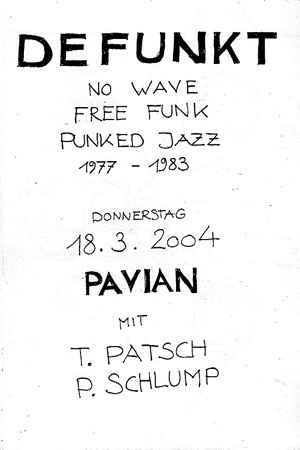 DEFUNKT
NO WAVE
FREE FUNK
PUNKED JAZZ
1977 - 1983
DONNERSTAG
18. 3. 2004
PAVIAN
MIT
T. PATSCH
P. SCHLUMP